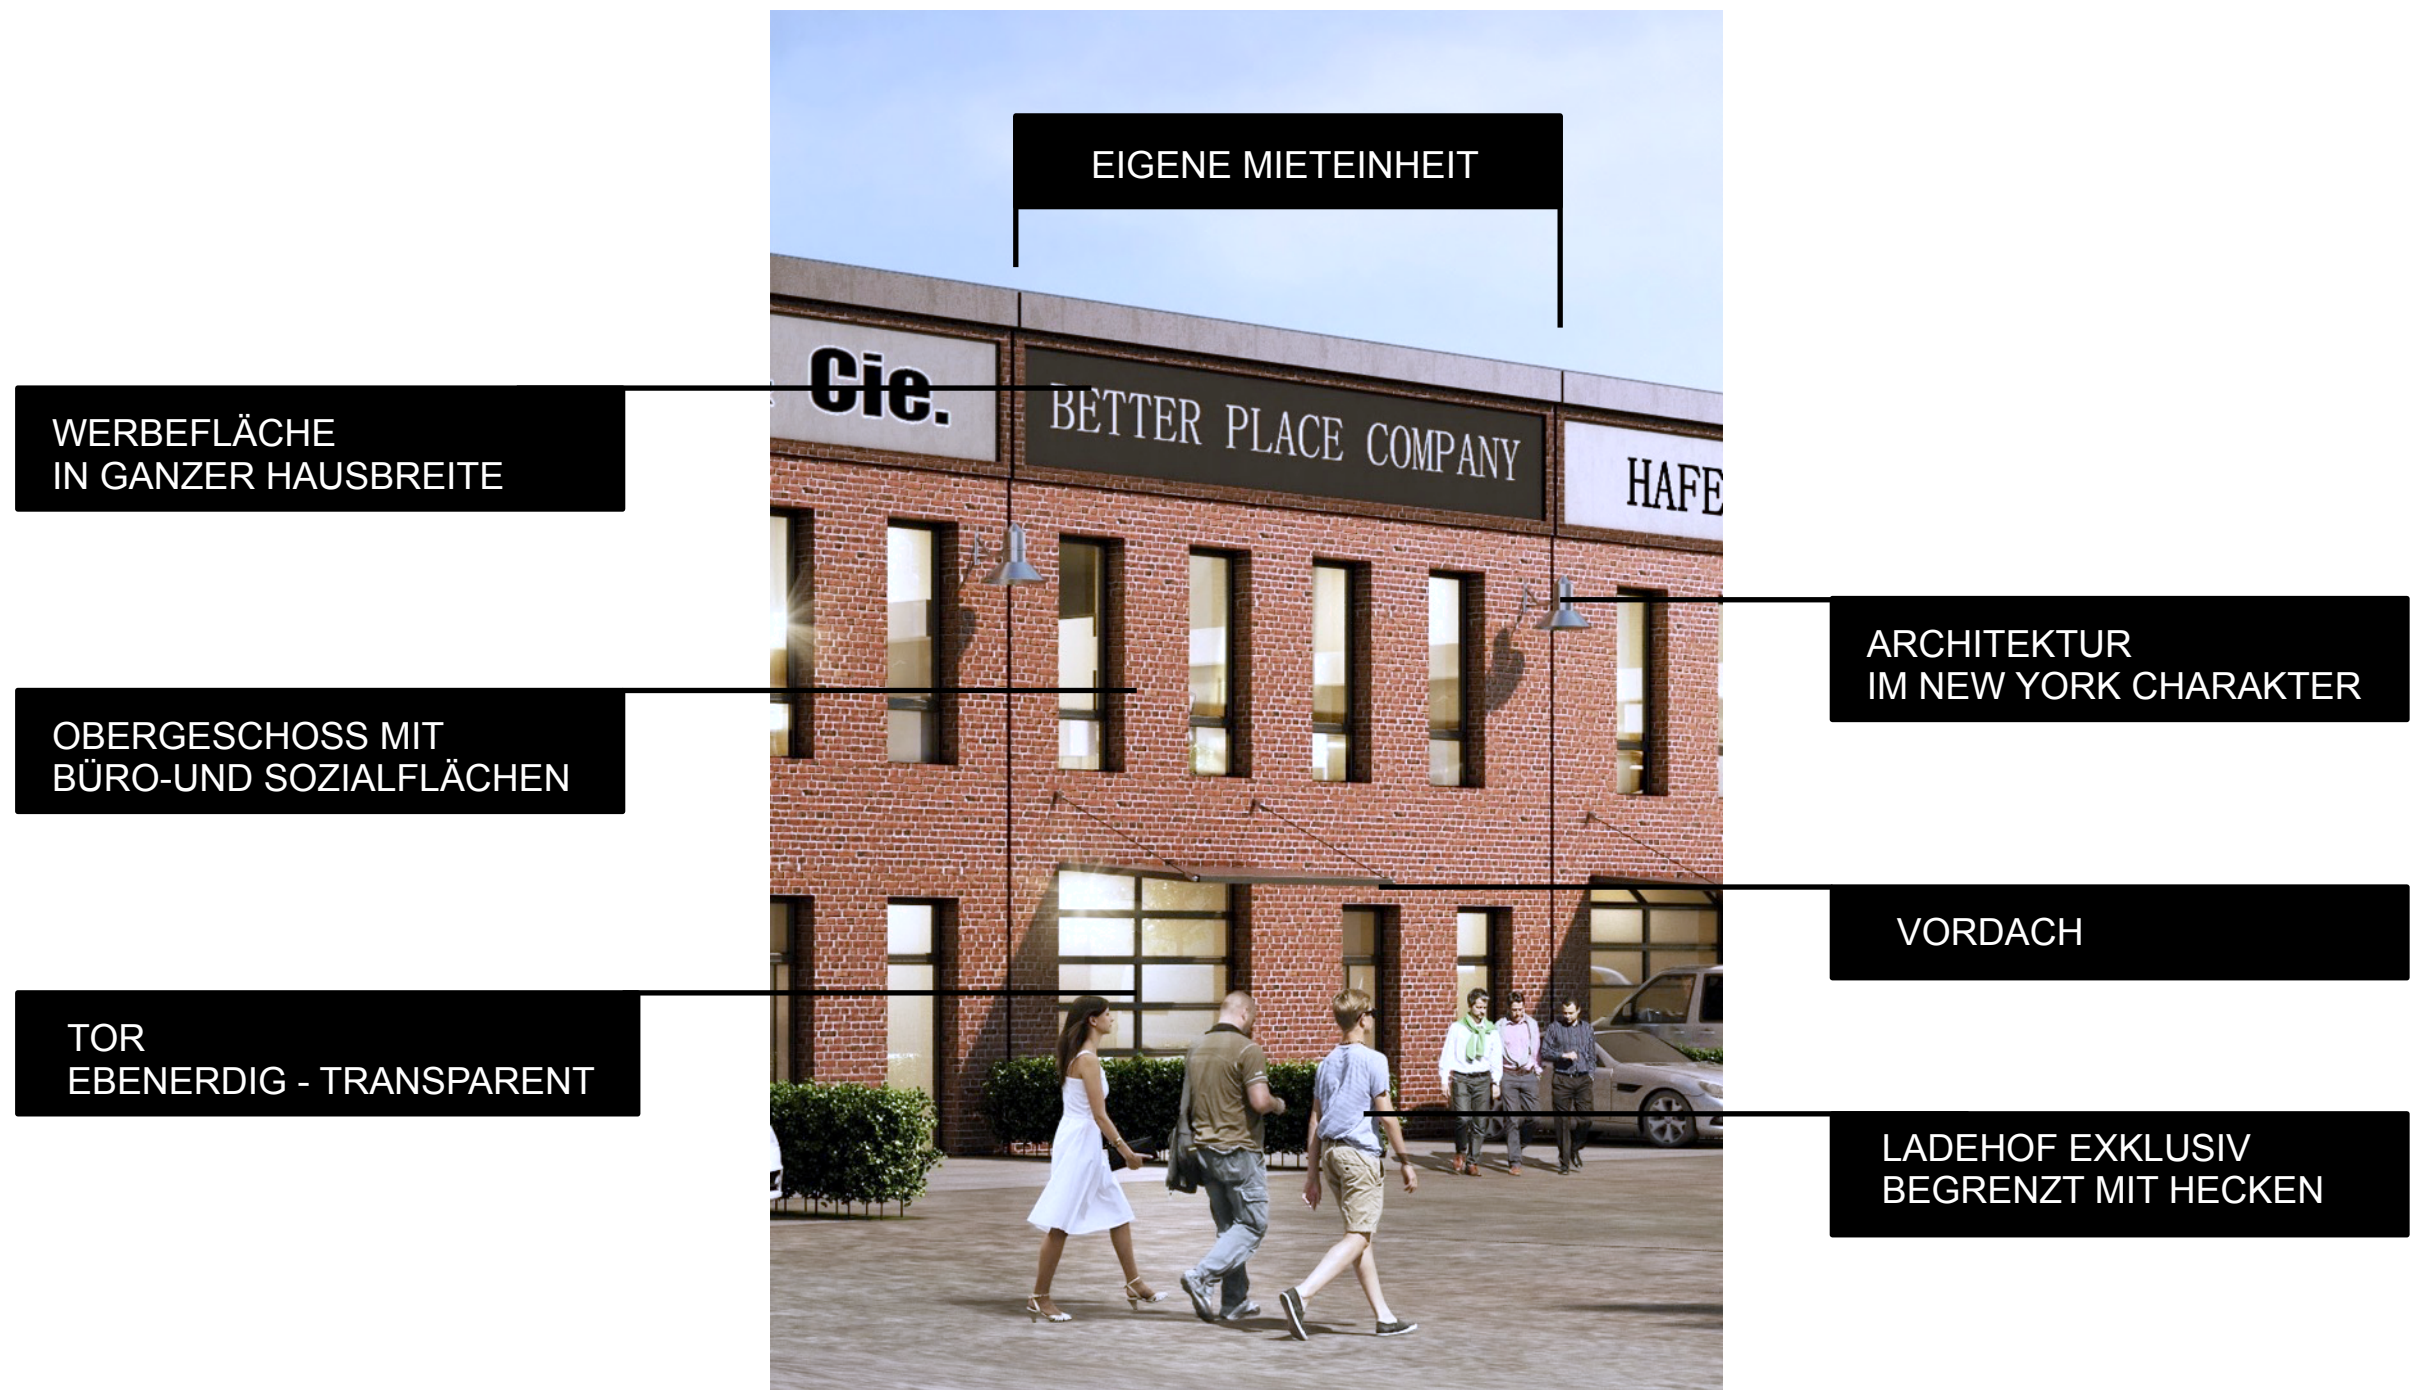 EIGENE MIETEINHEIT
Cie.
BETTER PLACE COMPANY
HAFE
WERBEFLÄCHE
IN GANZER HAUSBREITE
ARCHITEKTUR
IM NEW YORK CHARAKTER
OBERGESCHOSS MIT
BÜRO-UND SOZIALFLÄCHEN
VORDACH
TOR
EBENERDIG - TRANSPARENT
LADEHOF EXKLUSIV
BEGRENZT MIT HECKEN